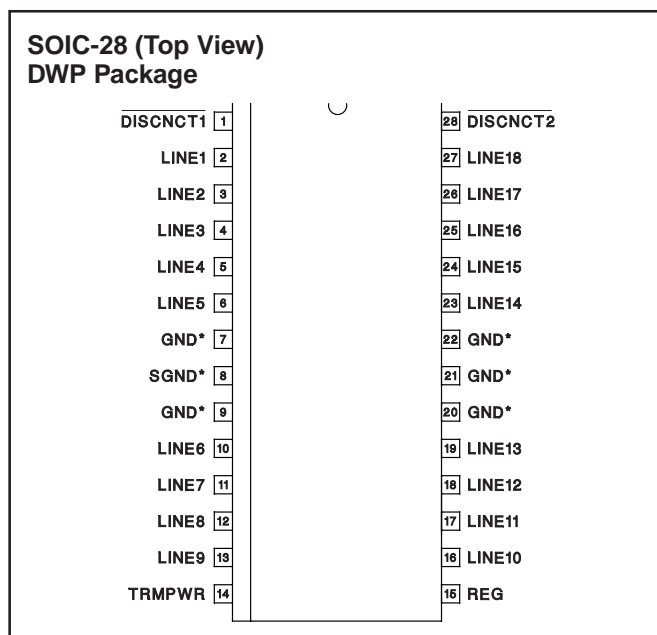 SOIC-28 (Top View)
DWP Package
DISCNCT1 1 28 DISCNCT2
LINE1 2 27 LINE18
LINE2 3 26 LINE17
LINE3 4 25 LINE16
LINE4 5 24 LINE15
LINE5 6 23 LINE14
GND* 7 22 GND*
SGND* 8 21 GND*
GND* 9 20 GND*
LINE6 10 19 LINE13
LINE7 11 18 LINE12
LINE8 12 17 LINE11
LINE9 13 16 LINE10
TRMPWR 14 15 REG